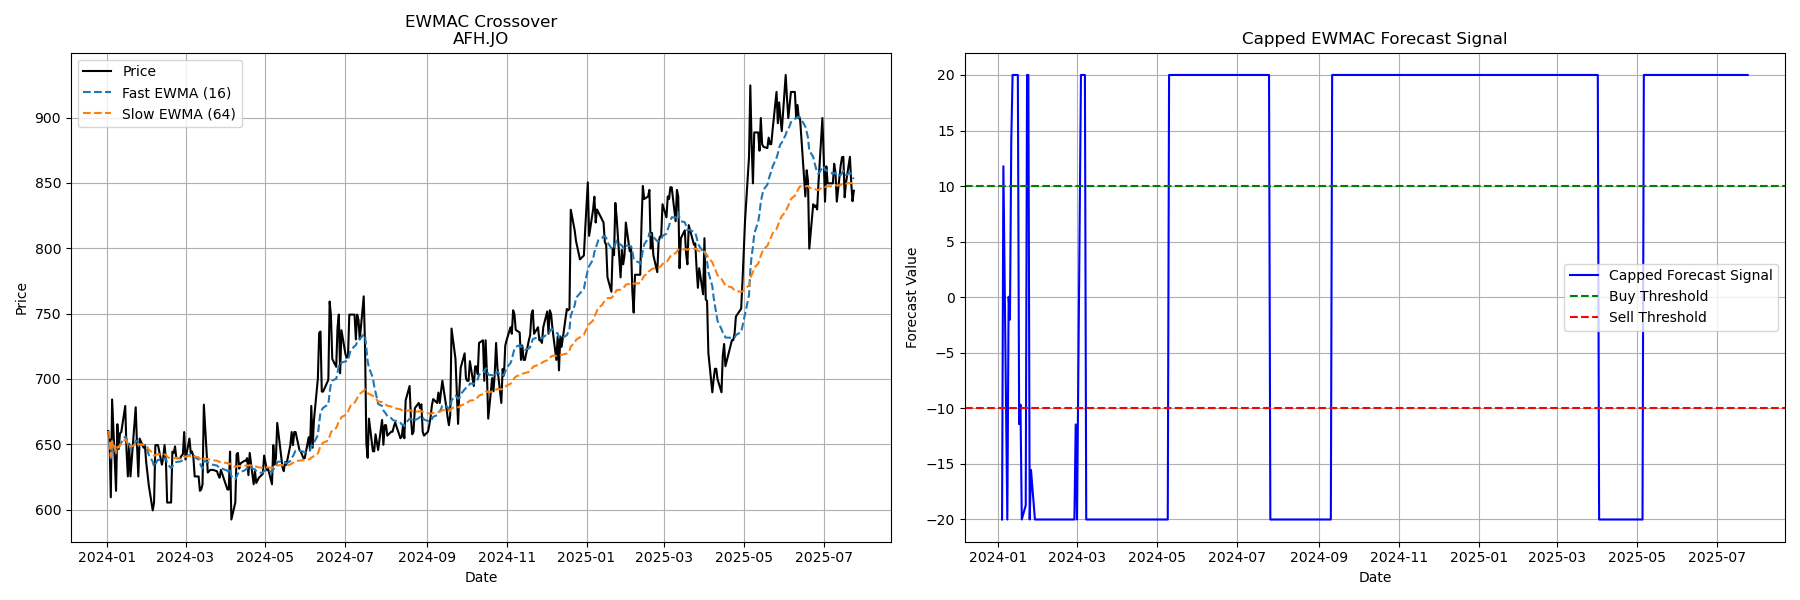 EWMAC Crossover
AFH.JO
Price
Fast EWMA (16)
Slow EWMA (64)
Price
900
850
800
750
700
650
600
2024-01 2024-03 2024-05 2024-07 2024-09 2024-11 2025-01 2025-03 2025-05 2025-07
Date
Capped EWMAC Forecast Signal
Forecast Value
20
15
10
5
0
−5
−10
−15
−20
Capped Forecast Signal
Buy Threshold
Sell Threshold
2024-01 2024-03 2024-05 2024-07 2024-09 2024-11 2025-01 2025-03 2025-05 2025-07
Date